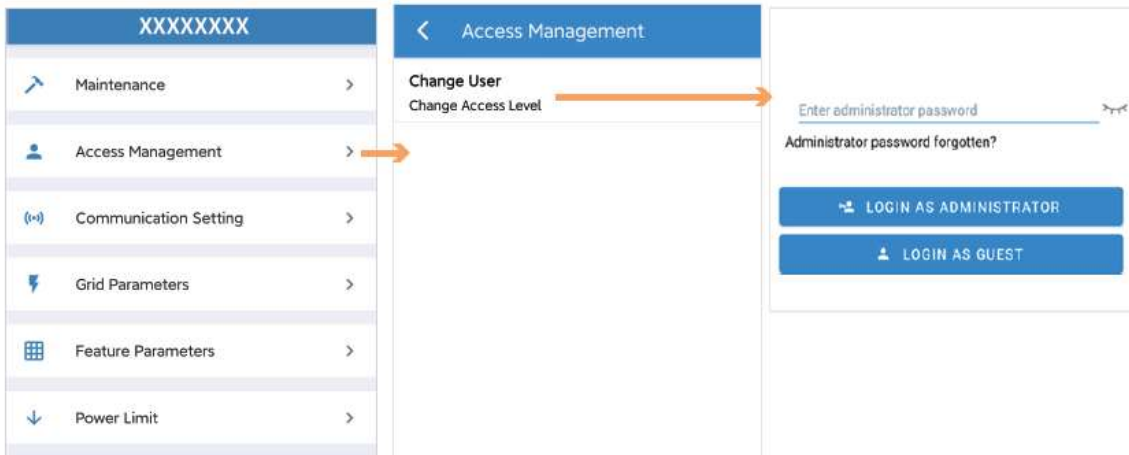 XXXXXXXX
Maintenance
Access Management
Communication Setting
Grid Parameters
Feature Parameters
Power Limit
Access Management
Change User
Change Access Level
Enter administrator password
Administrator password forgotten?
LOGIN AS ADMINISTRATOR
LOGIN AS GUEST